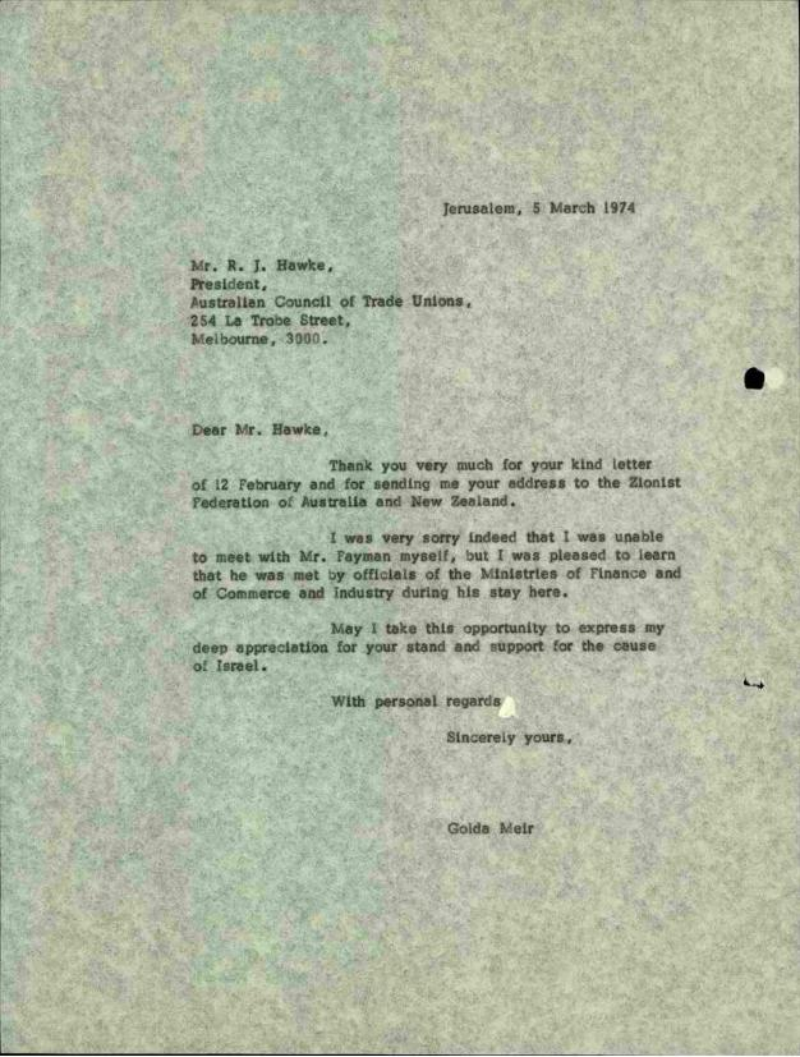 Jerusalem, 5 March 1974
Mr. R. J. Hawke,
President,
Australian Council of Trade Unions,
254 La Trobe Street,
Melbourne, 3000.
Dear Mr. Hawke,
Thank you very much for your kind letter
of 12 February and for sending me your address to the Zionist
Federation of Australia and New Zealand.
I was very sorry indeed that I was unable
to meet with Mr. Fayman myself, but I was pleased to learn
that he was met by officials of the Ministries of Finance and
of Commerce and Industry during his stay here.
May I take this opportunity to express my
deep appreciation for your stand and support for the cause
of Israel.
With personal regards
Sincerely yours,
Golda Meir